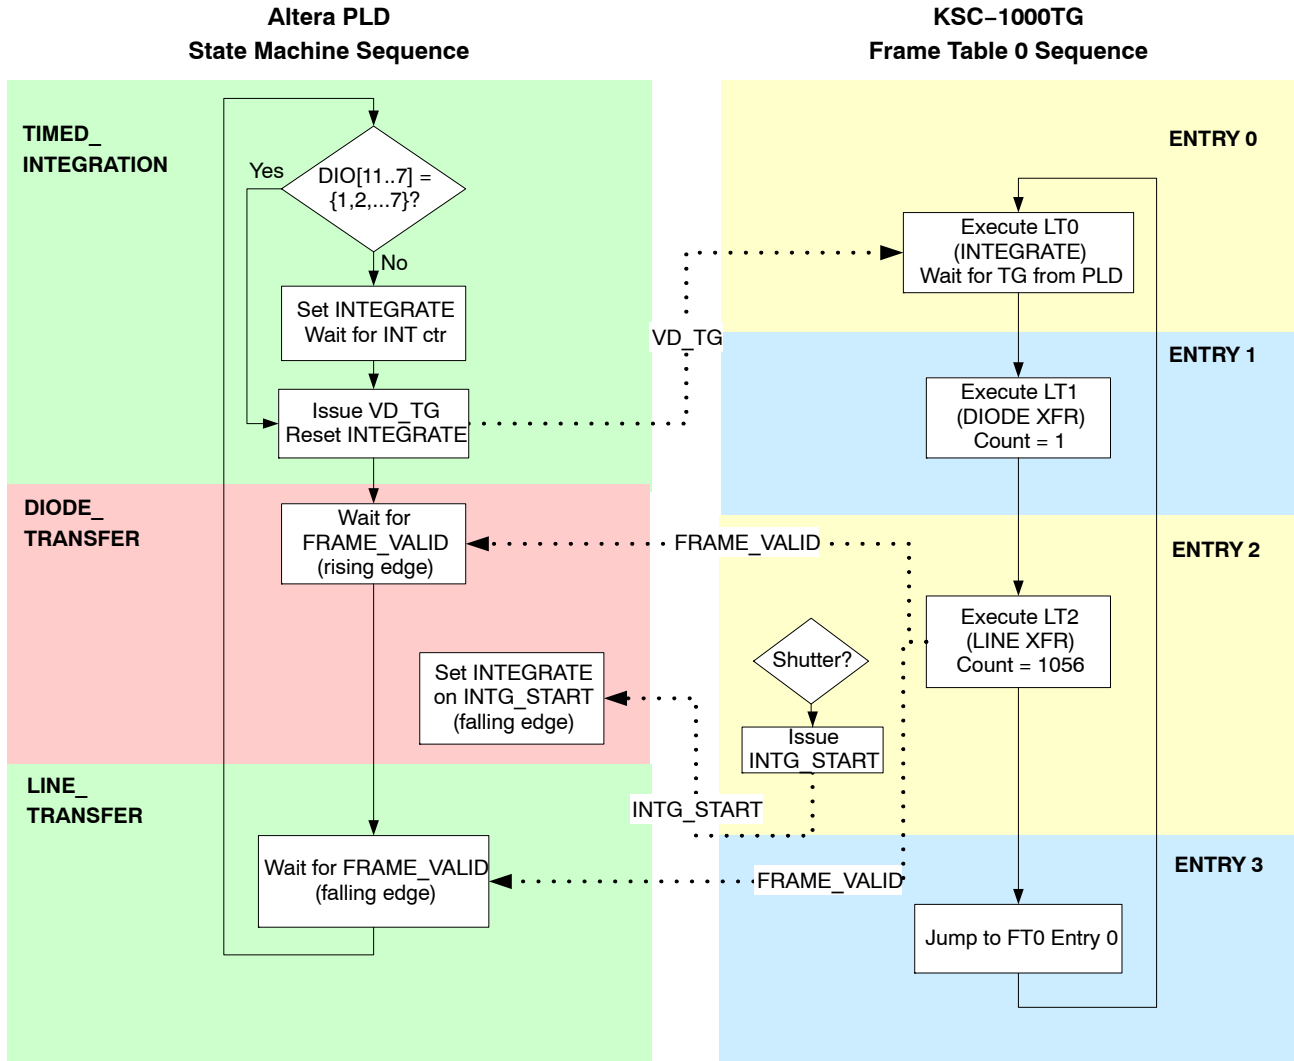 Altera PLD
State Machine Sequence
TIMED_
INTEGRATION
Yes
DIO[11..7] =
{1,2,...7}?
No
Set INTEGRATE
Wait for INT ctr
Issue VD_TG
Reset INTEGRATE
DIODE_
TRANSFER
Wait for
FRAME_VALID
(rising edge)
Set INTEGRATE
on INTG_START
(falling edge)
LINE_
TRANSFER
Wait for FRAME_VALID
(falling edge)
VD_TG
FRAME_VALID
INTG_START
FRAME_VALID
KSC−1000TG
Frame Table 0 Sequence
ENTRY 0
Execute LT0
(INTEGRATE)
Wait for TG from PLD
ENTRY 1
Execute LT1
(DIODE XFR)
Count = 1
ENTRY 2
Execute LT2
(LINE XFR)
Count = 1056
Shutter?
Issue
INTG_START
ENTRY 3
Jump to FT0 Entry 0